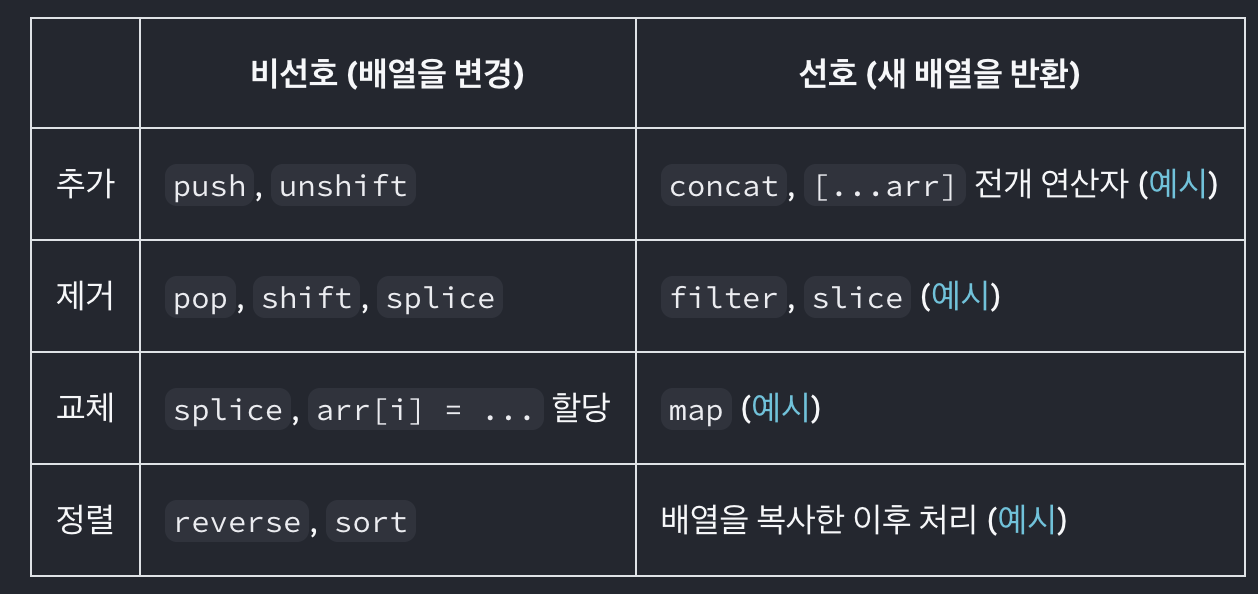 비선호 (배열을 변경) 선호 (새 배열을 반환)
추가 push, unshift concat, [...arr] 전개 연산자 (예시)
제거 pop, shift, splice filter, slice (예시)
교체 splice, arr[i] = ... 할당 map (예시)
정렬 reverse, sort 배열을 복사한 이후 처리 (예시)